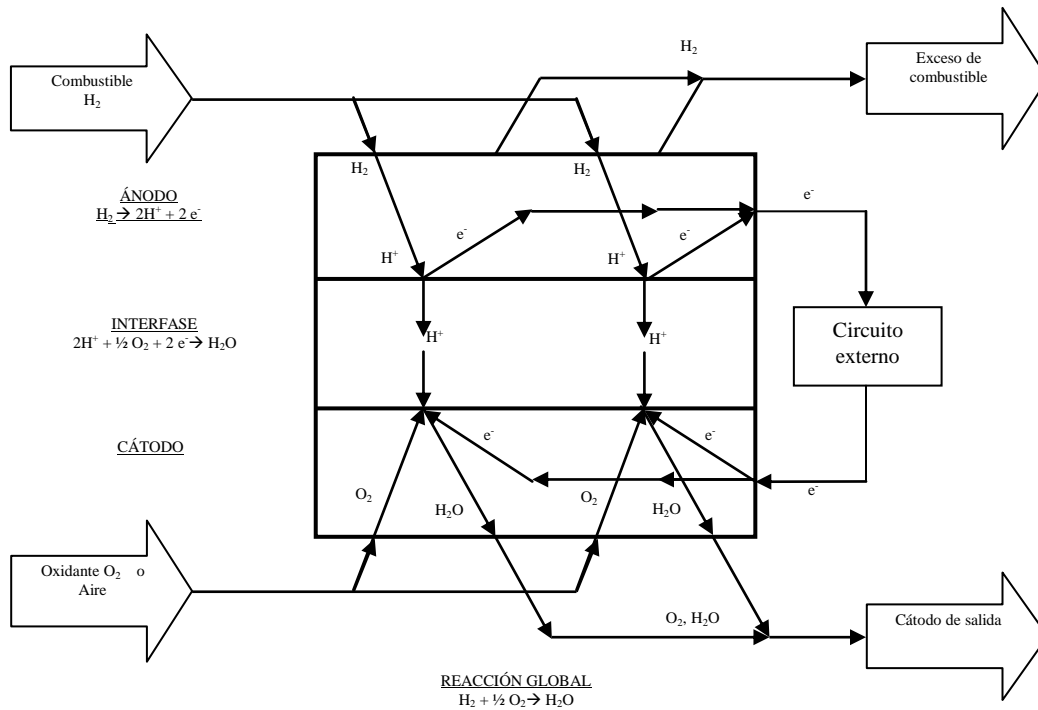 H₂
Combustible
H₂
Exceso de
combustible
H₂
H₂
ÁNODO
H₂→ 2H⁺ + 2 e⁻
e⁻
e⁻
e⁻
H⁺
H⁺
INTERFASE
2H⁺ + ½ O₂ + 2 e⁻→ H₂O
H⁺
H⁺
Circuito
externo
CÁTODO
e⁻
e⁻
e⁻
O₂
H₂O
O₂
H₂O
Oxidante O₂ o
Aire
O₂, H₂O
Cátodo de salida
REACCIÓN GLOBAL
H₂ + ½ O₂→ H₂O